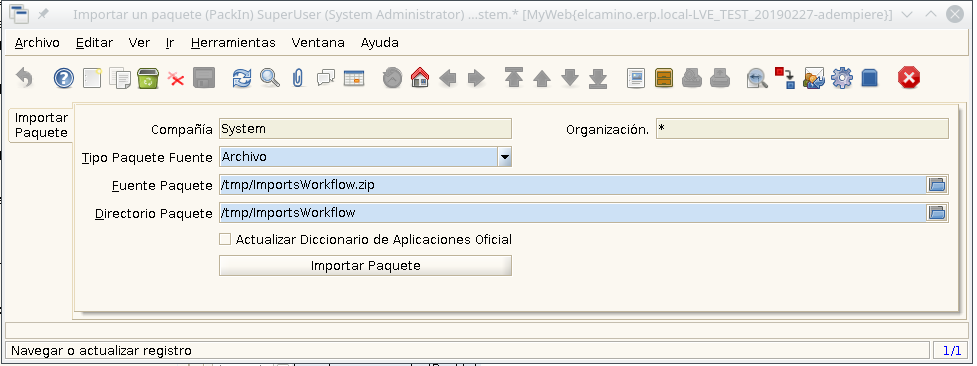 Importar un paquete (PackIn) SuperUser (System Administrator) ...stem.* [MyWeb{elcamino.erp.local-LVE_TEST_20190227-adempiere}]
Archivo Editar Ver Ir Herramientas Ventana Ayuda
Importar
Paquete
Compañía System Organización. *
Tipo Paquete Fuente Archivo
Fuente Paquete /tmp/ImportsWorkflow.zip
Directorio Paquete /tmp/ImportsWorkflow
Actualizar Diccionario de Aplicaciones Oficial
Importar Paquete
Navegar o actualizar registro 1/1